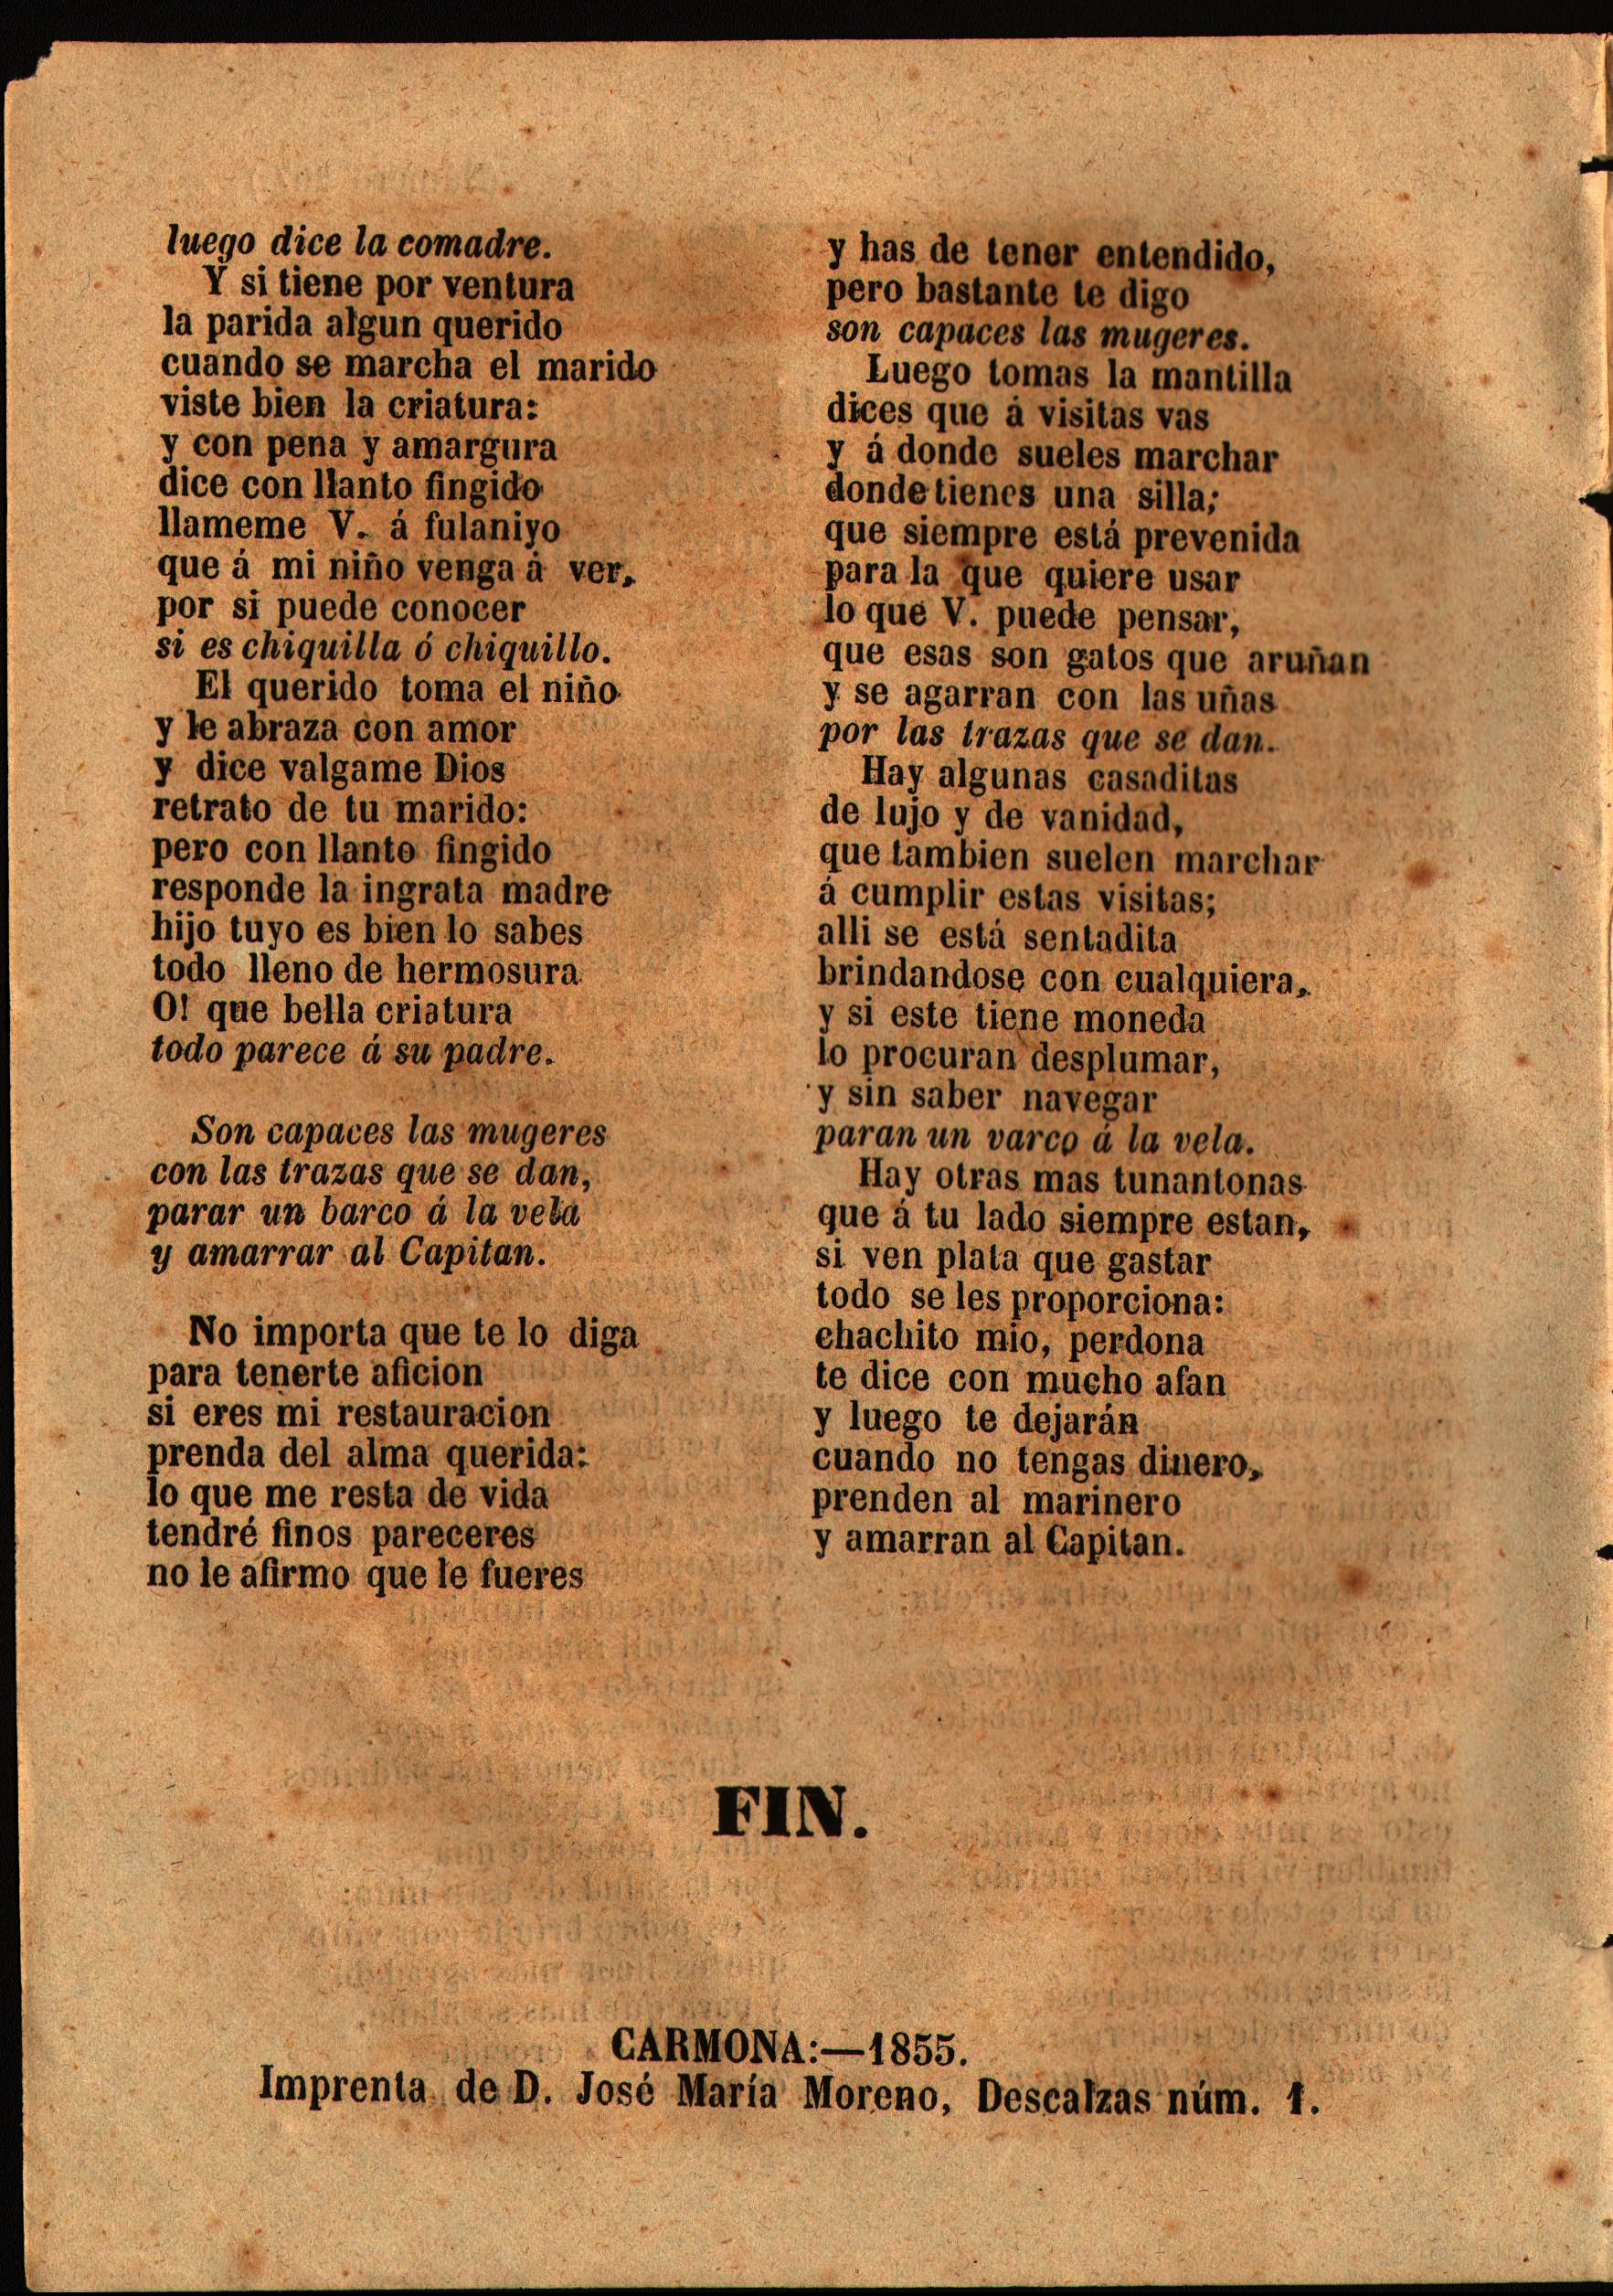 luego dice la comadre.
Y si tiene por ventura
la parida algun querido
cuando se marcha el marido
viste bien la criatura:
y con pena y amargura
dice con llanto fingido
llameme V. á fulaniyo
que á mi niño venga á ver,
por si puede conocer
si es chiquilla ó chiquillo.
El querido toma el niño
y le abraza con amor
y dice valgame Dios
retrato de tu marido:
pero con llanto fingido
responde la ingrata madre
hijo tuyo es bien lo sabes
todo lleno de hermosura
O! que bella criatura
todo parece á su padre.
Son capaces las mugeres
con las trazas que se dan,
parar un barco á la vela
y amarrar al Capitan.
No importa que te lo diga
para tenerte aficion
si eres mi restauracion
prenda del alma querida:
lo que me resta de vida
tendré finos pareceres
no le afirmo que le fueres
y has de tener entendido,
pero bastante te digo
son capaces las mugeres.
Luego tomas la mantilla
dices que á visitas vas
y á donde sueles marchar
donde tienes una silla;
que siempre está prevenida
para la que quiere usar
lo que V. puede pensar,
que esas son gatos que aruñan
y se agarran con las uñas
por las trazas que se dan.
Hay algunas casaditas
de lujo y de vanidad,
que tambien suelen marchar
á cumplir estas visitas;
alli se está sentadita
brindandose con cualquiera,
y si este tiene moneda
lo procuran desplumar,
y sin saber navegar
paran un varco á la vela.
Hay otras mas tunantonas
que á tu lado siempre estan,
si ven plata que gastar
todo se les proporciona:
chachito mio, perdona
te dice con mucho afan
y luego te dejarán
cuando no tengas dinero,
prenden al marinero
y amarran al Capitan.
FIN.
CARMONA:—1855.
Imprenta de D. José María Moreno, Descalzas núm. 1.